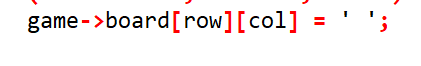 game->board[row][col] = ' ';